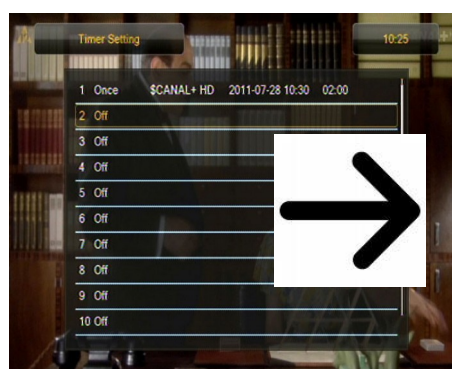 Timer Setting
10:25
1 Once $CANAL+ HD 2011-07-28 10:30 02:00
2 Off
3 Off
4 Off
5 Off
6 Off
7 Off
8 Off
9 Off
10 Off